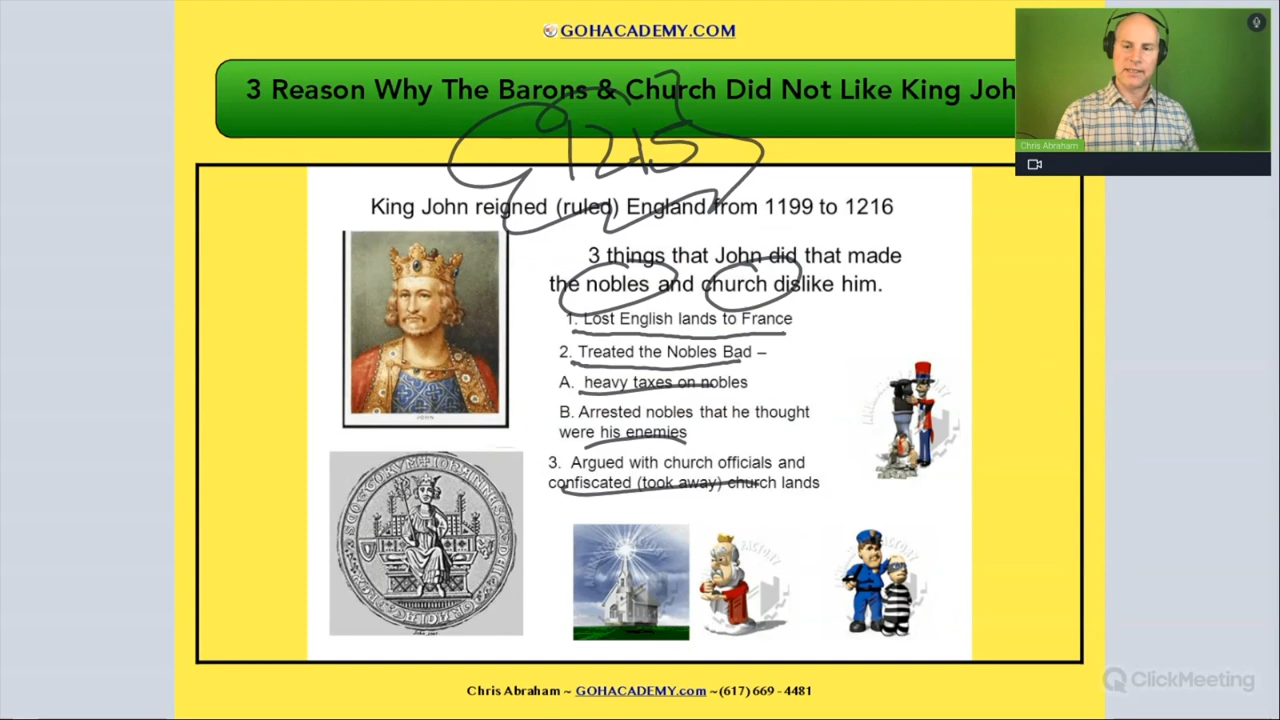 GOHACADEMY.COM
3 Reason Why The Barons & Church Did Not Like King Joh
1215
King John reigned (ruled) England from 1199 to 1216
3 things that John did that made
the nobles and church dislike him.
1. Lost English lands to France
2. Treated the Nobles Bad –
A. heavy taxes on nobles
B. Arrested nobles that he thought
were his enemies
3. Argued with church officials and
confiscated (took away) church lands
JOHN
Chris Abraham
Chris Abraham ~ GOHACADEMY.com ~(617) 669 - 4481
ClickMeeting